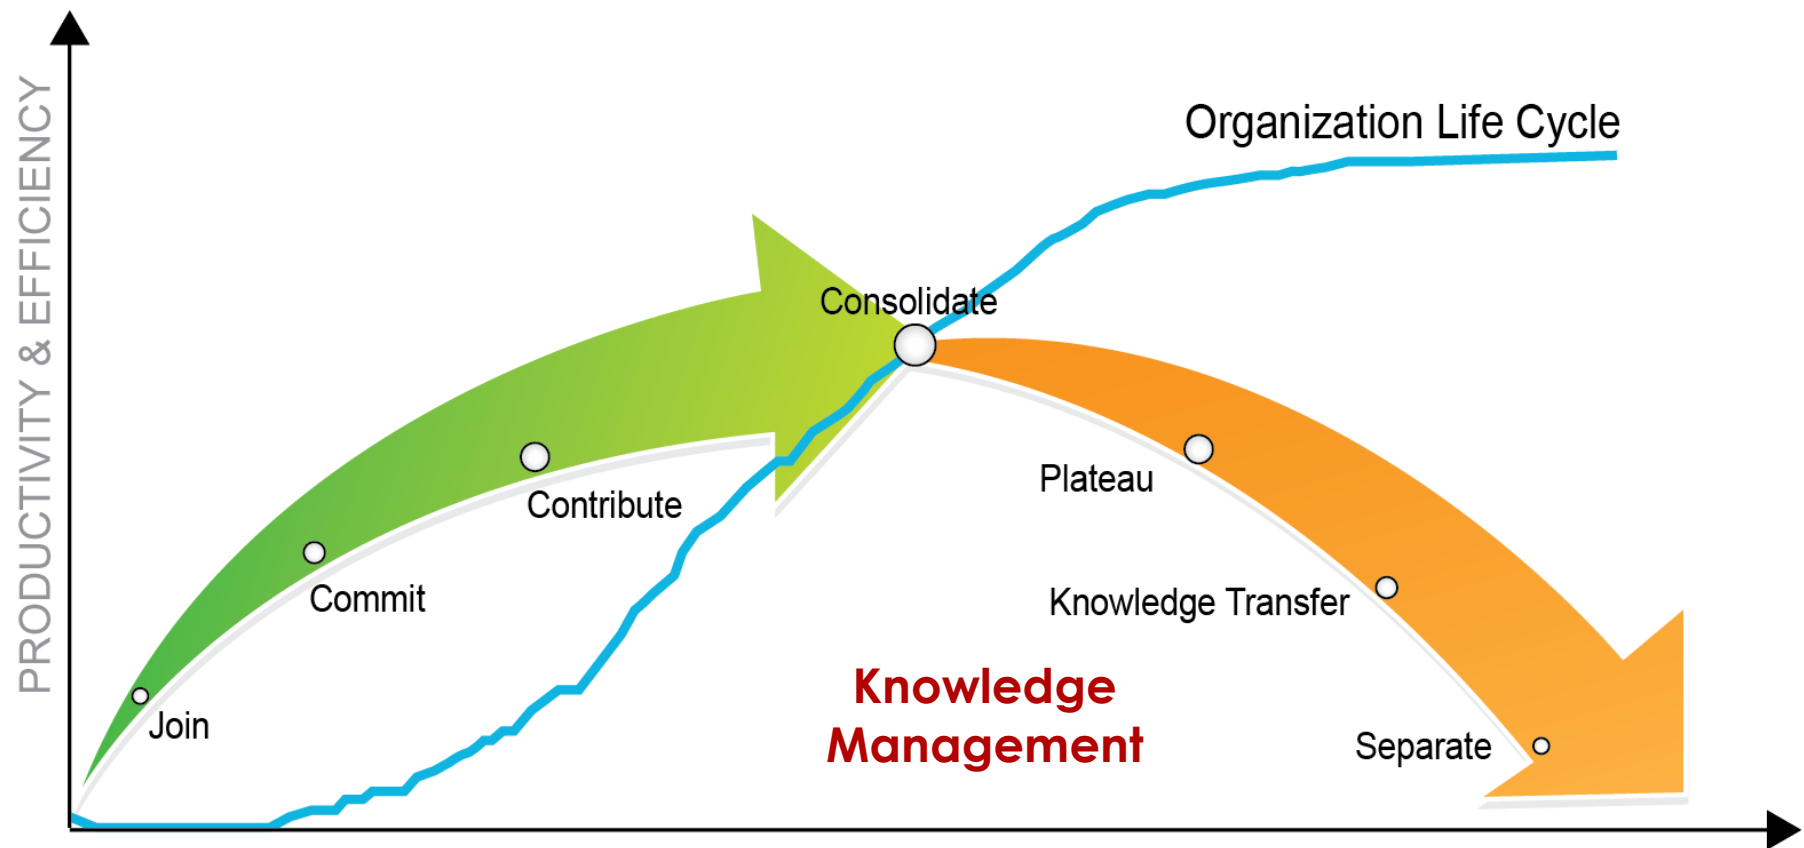 PRODUCTIVITY & EFFICIENCY
Organization Life Cycle
Consolidate
Plateau
Contribute
Commit
Knowledge Transfer
Knowledge
Management
Join
Separate